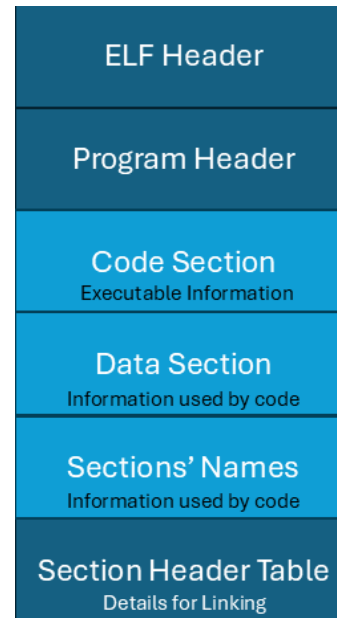 ELF Header
Program Header
Code Section
Executable Information
Data Section
Information used by code
Sections’ Names
Information used by code
Section Header Table
Details for Linking